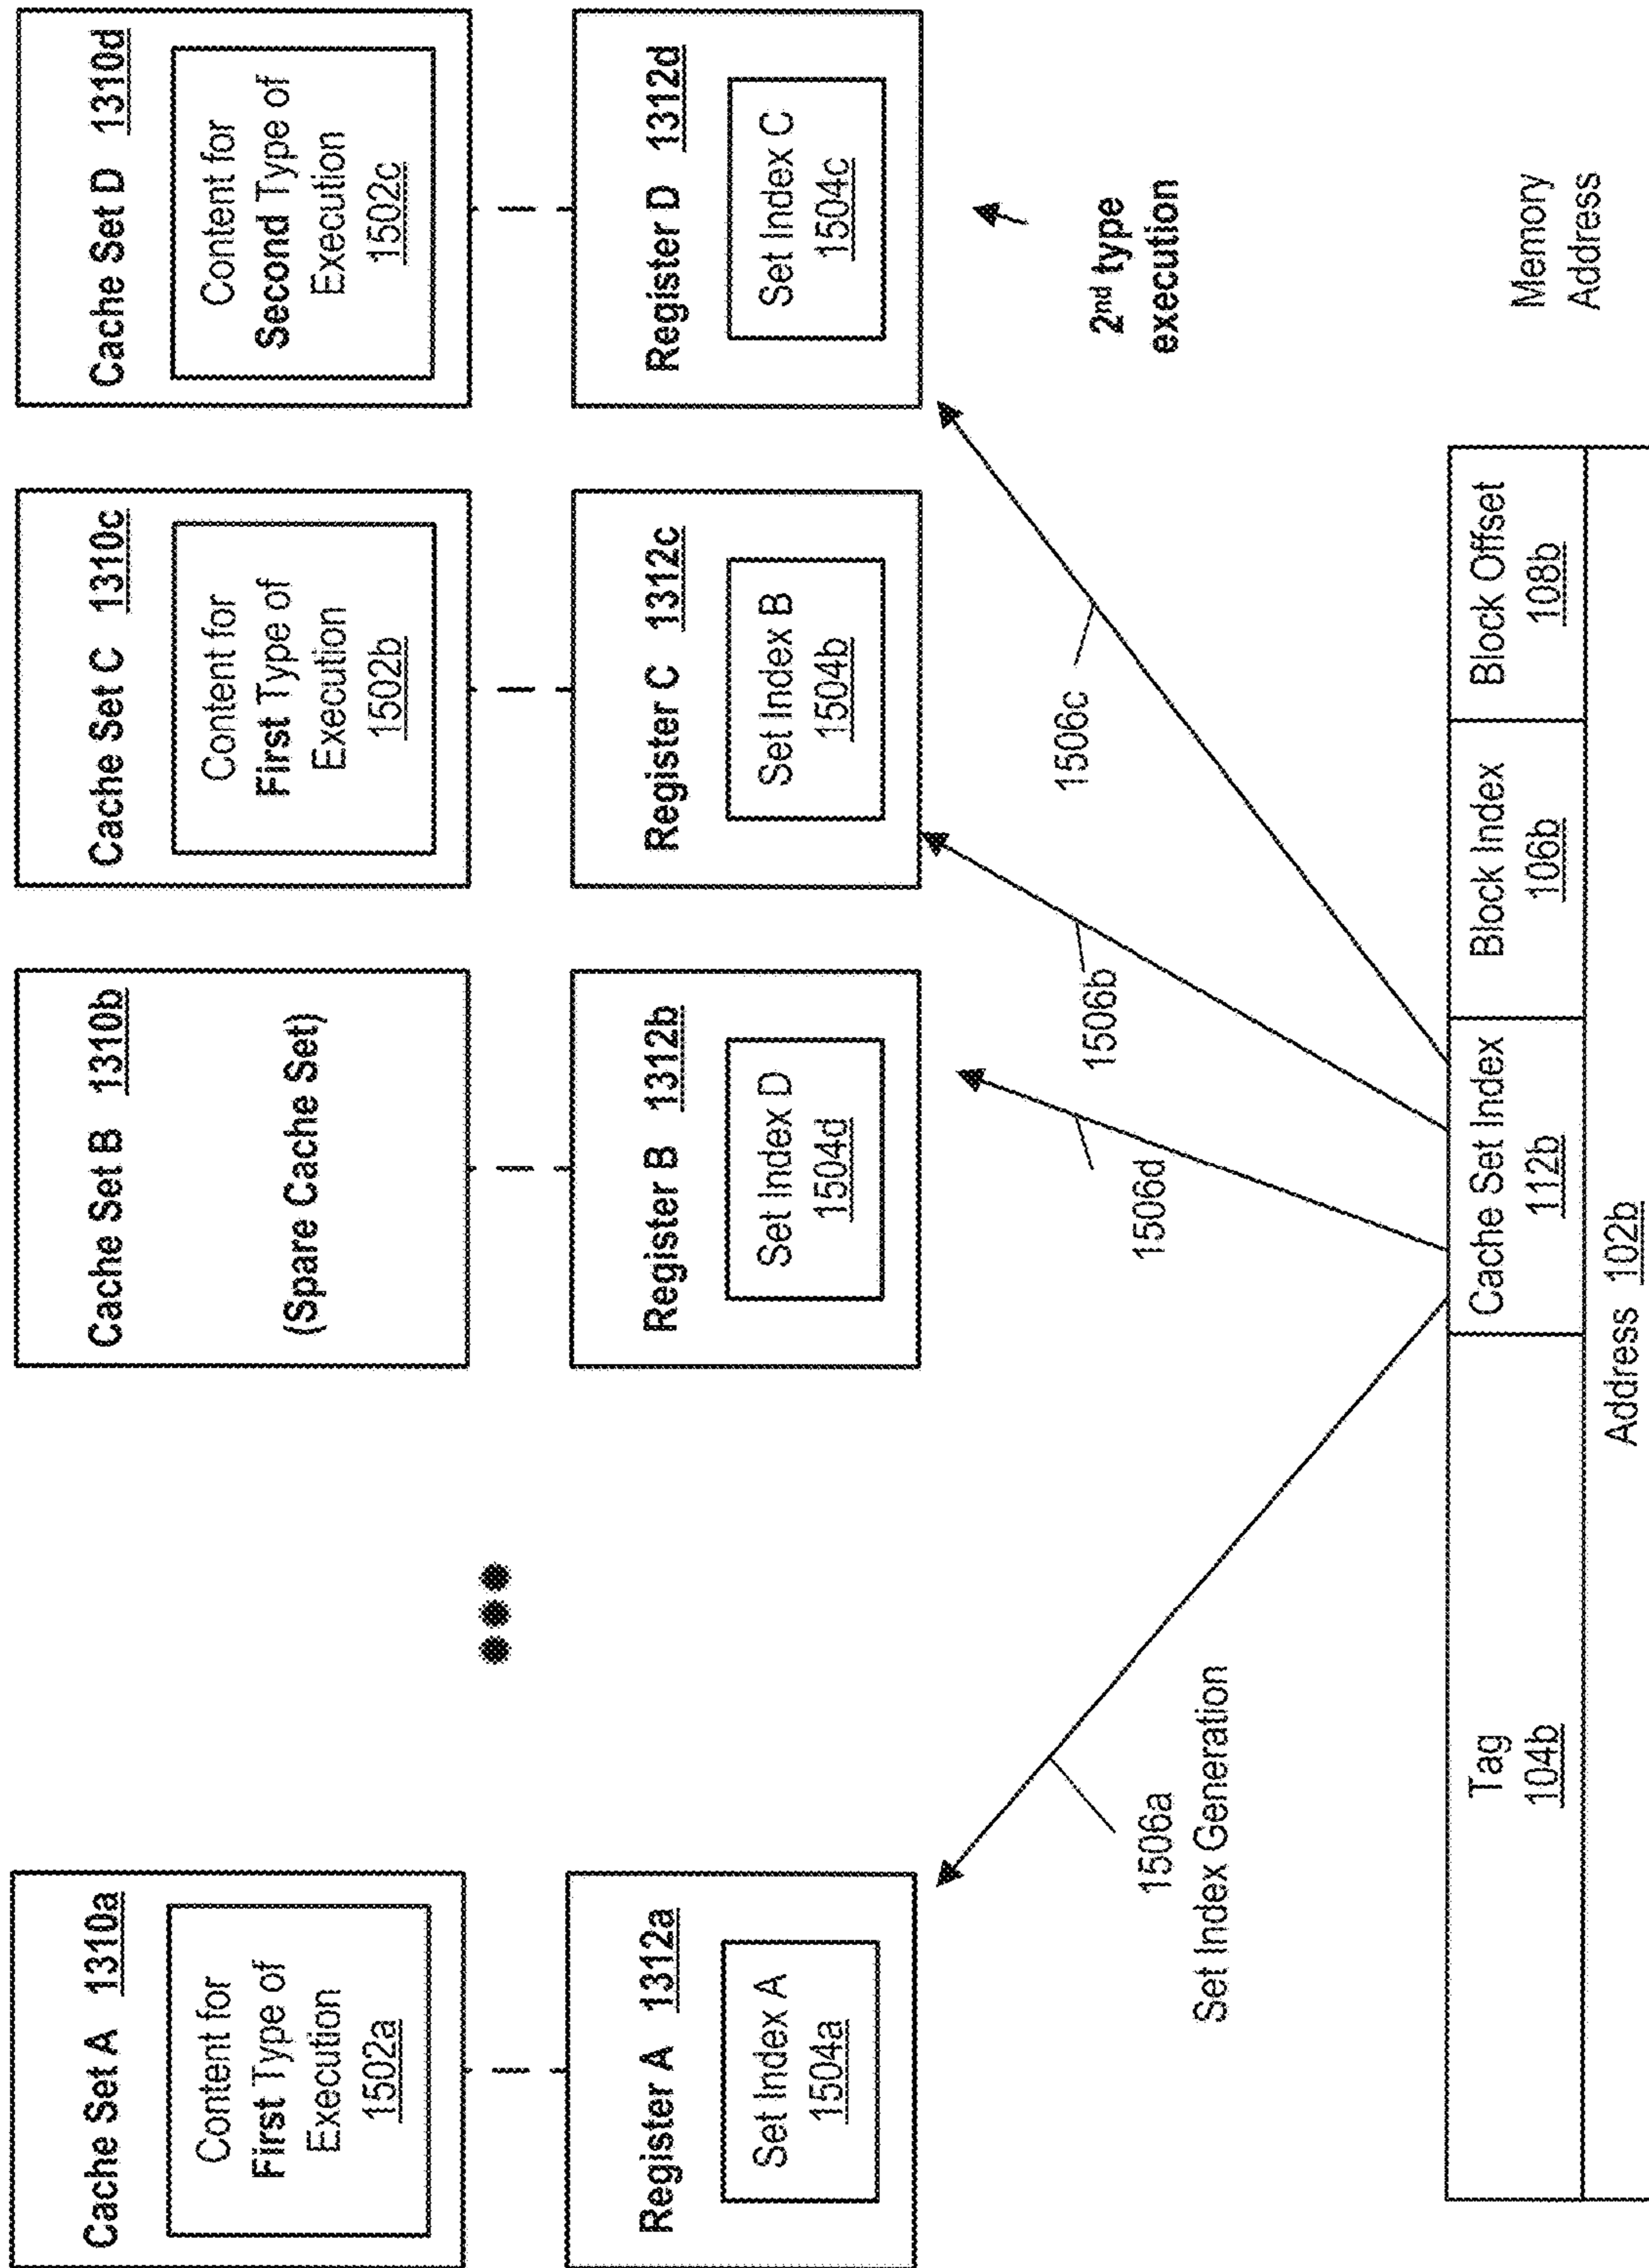 Cache Set A 1310a
Content for
First Type of
Execution
1502a
Cache Set B 1310b
(Spare Cache Set)
Cache Set C 1310c
Content for
First Type of
Execution
1502b
Cache Set D 1310d
Content for
Second Type of
Execution
1502c
Register A 1312a
Set Index A
1504a
Register B 1312b
Set Index D
1504d
Register C 1312c
Set Index B
1504b
Register D 1312d
Set Index C
1504c
1506a
Set Index Generation
1506d
1506b
1506c
2nd type
execution
Tag
104b
Cache Set Index
112b
Block Index
106b
Block Offset
108b
Memory
Address
Address 102b